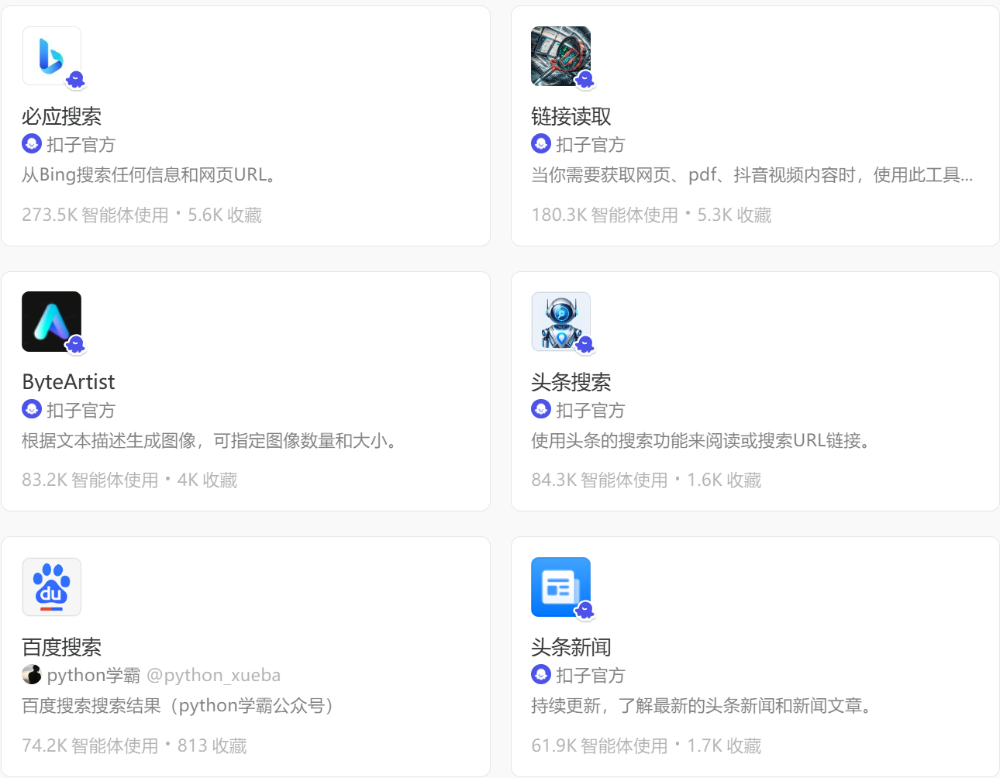 必应搜索
扣子官方
从Bing搜索任何信息和网页URL。
273.5K 智能体使用 • 5.6K 收藏
链接读取
扣子官方
当你需要获取网页、pdf、抖音视频内容时，使用此工具...
180.3K 智能体使用 • 5.3K 收藏
ByteArtist
扣子官方
根据文本描述生成图像，可指定图像数量和大小。
83.2K 智能体使用 • 4K 收藏
头条搜索
扣子官方
使用头条的搜索功能来阅读或搜索URL链接。
84.3K 智能体使用 • 1.6K 收藏
du
百度搜索
python学霸 @python_xueba
百度搜索搜索结果（python学霸公众号）
74.2K 智能体使用 • 813 收藏
头条新闻
扣子官方
持续更新，了解最新的头条新闻和新闻文章。
61.9K 智能体使用 • 1.7K 收藏